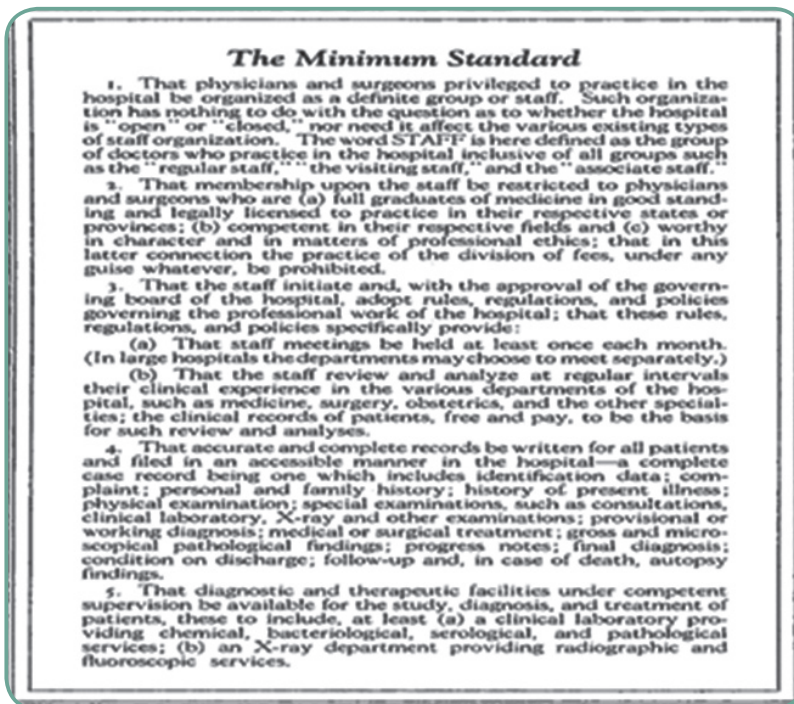 The Minimum Standard
1. That physicians and surgeons privileged to practice in the
hospital be organized as a definite group or staff. Such organiza-
tion has nothing to do with the question as to whether the hospital
is "open" or "closed," nor need it affect the various existing types
of staff organization. The word STAFF is here defined as the group
of doctors who practice in the hospital inclusive of all groups such
as the "regular staff," "the visiting staff," and the "associate staff."
2. That membership upon the staff be restricted to physicians
and surgeons who are (a) full graduates of medicine in good stand-
ing and legally licensed to practice in their respective states or
provinces; (b) competent in their respective fields and (c) worthy
in character and in matters of professional ethics; that in this
latter connection the practice of the division of fees, under any
guise whatever, be prohibited.
3. That the staff initiate and, with the approval of the govern-
ing board of the hospital, adopt rules, regulations, and policies
governing the professional work of the hospital; that these rules,
regulations, and policies specifically provide:
(a) That staff meetings be held at least once each month.
(In large hospitals the departments may choose to meet separately.)
(b) That the staff review and analyze at regular intervals
their clinical experience in the various departments of the hos-
pital, such as medicine, surgery, obstetrics, and the other special-
ties; the clinical records of patients, free and pay, to be the basis
for such review and analyses.
4. That accurate and complete records be written for all patients
and filed in an accessible manner in the hospital—a complete
case record being one which includes identification data; com-
plaint; personal and family history; history of present illness;
physical examination; special examinations, such as consultations,
clinical laboratory, X-ray and other examinations; provisional or
working diagnosis; medical or surgical treatment; gross and micro-
scopical pathological findings; progress notes; final diagnosis;
condition on discharge; follow-up and, in case of death, autopsy
findings.
5. That diagnostic and therapeutic facilities under competent
supervision be available for the study, diagnosis, and treatment of
patients, these to include, at least (a) a clinical laboratory pro-
viding chemical, bacteriological, serological, and pathological
services; (b) an X-ray department providing radiographic and
fluoroscopic services.